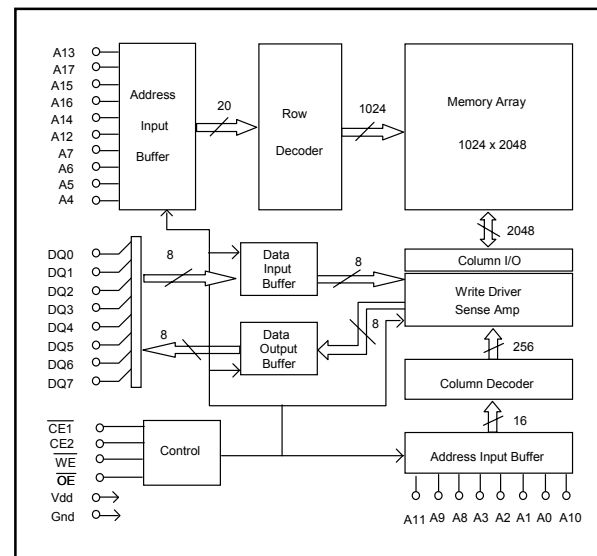 A13
A17
A15
A16
A14
A12
A7
A6
A5
A4
Address
Input
Buffer
20
Row
Decoder
1024
Memory Array
1024 x 2048
2048
DQ0
DQ1
DQ2
DQ3
DQ4
DQ5
DQ6
DQ7
8
Data
Input
Buffer
8
Column I/O
Write Driver
Sense Amp
8
Data
Output
Buffer
8
256
Column Decoder
16
CE1
CE2
WE
OE
Vdd
Gnd
Control
Address Input Buffer
A11 A9 A8 A3 A2 A1 A0 A10